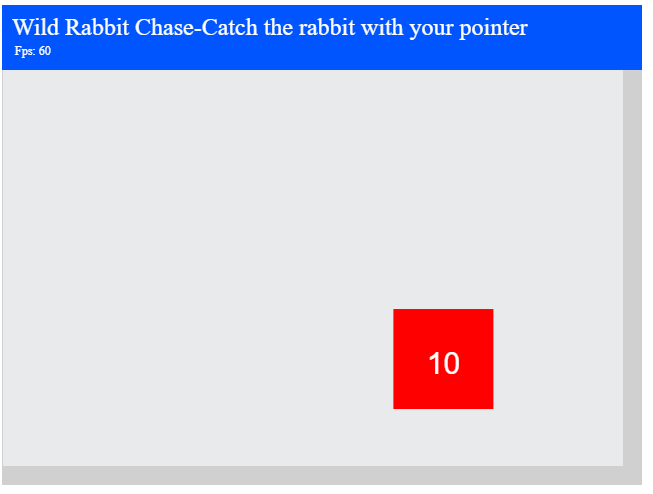 Wild Rabbit Chase-Catch the rabbit with your pointer
Fps: 60
10